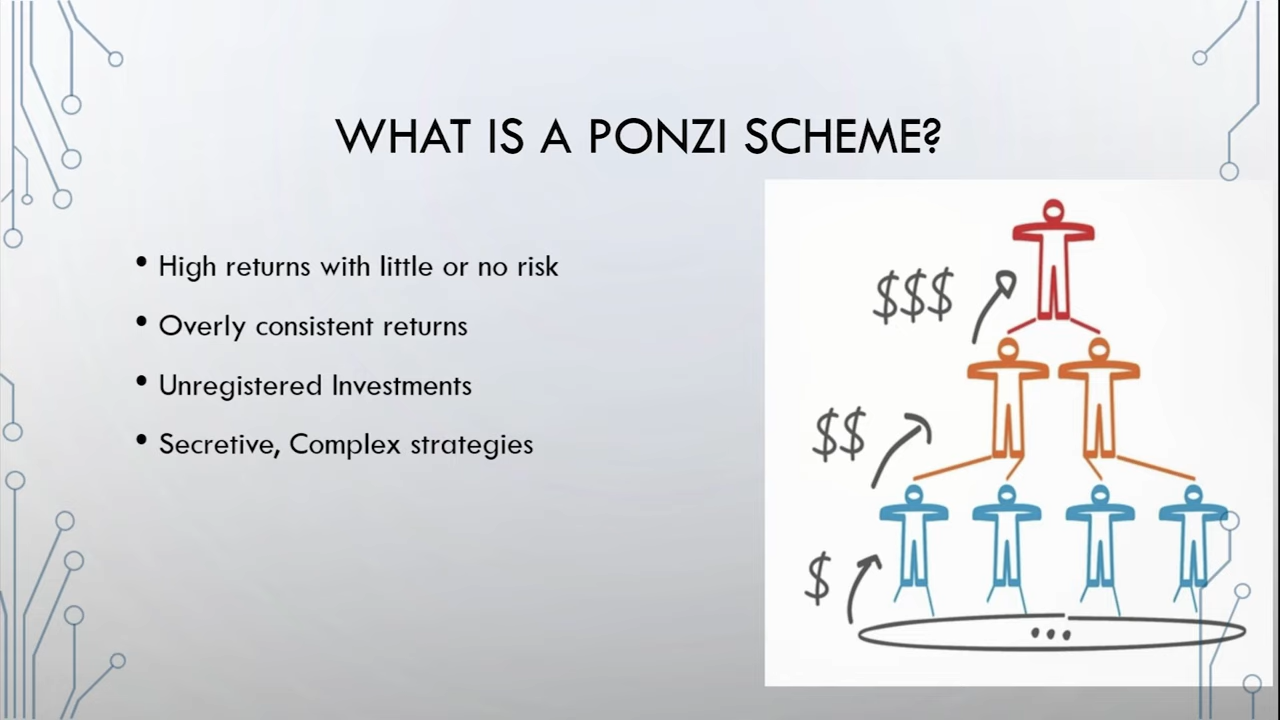 WHAT IS A PONZI SCHEME?
• High returns with little or no risk
• Overly consistent returns
• Unregistered Investments
• Secretive, Complex strategies
$$$
$$
$
...